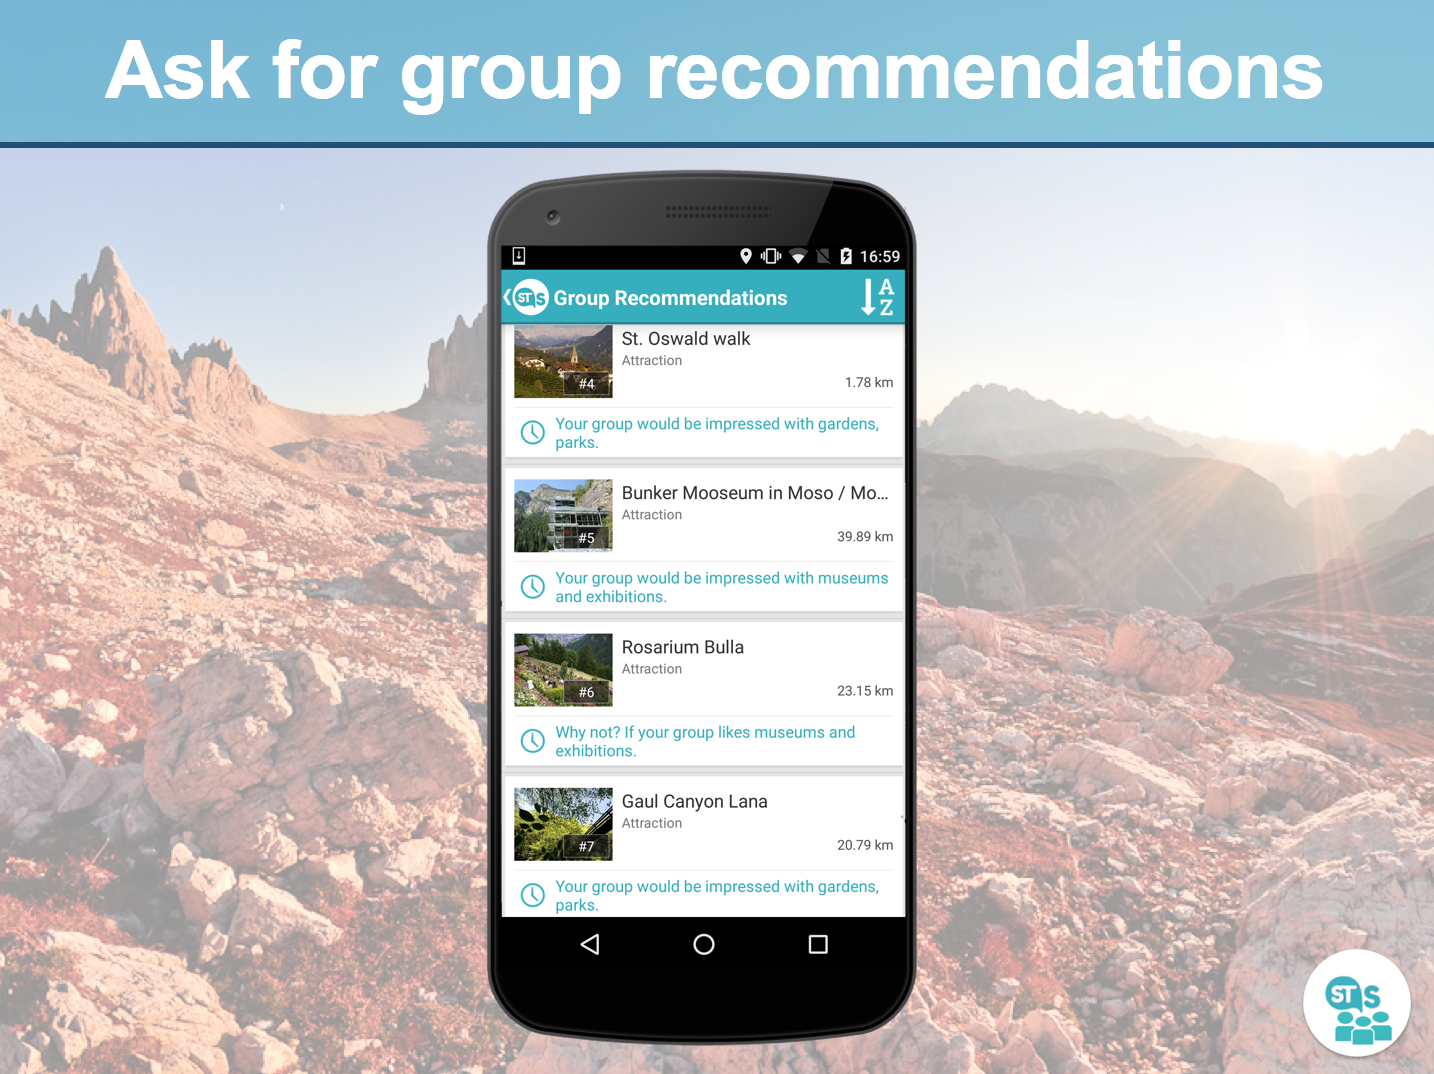 Ask for group recommendations
16:59
STS Group Recommendations
A
Z
St. Oswald walk
Attraction
#4
1.78 km
Your group would be impressed with gardens,
parks.
Bunker Mooseum in Moso / Mo...
Attraction
#5
39.89 km
Your group would be impressed with museums
and exhibitions.
Rosarium Bulla
Attraction
#6
23.15 km
Why not? If your group likes museums and
exhibitions.
Gaul Canyon Lana
Attraction
#7
20.79 km
Your group would be impressed with gardens,
parks.
STS